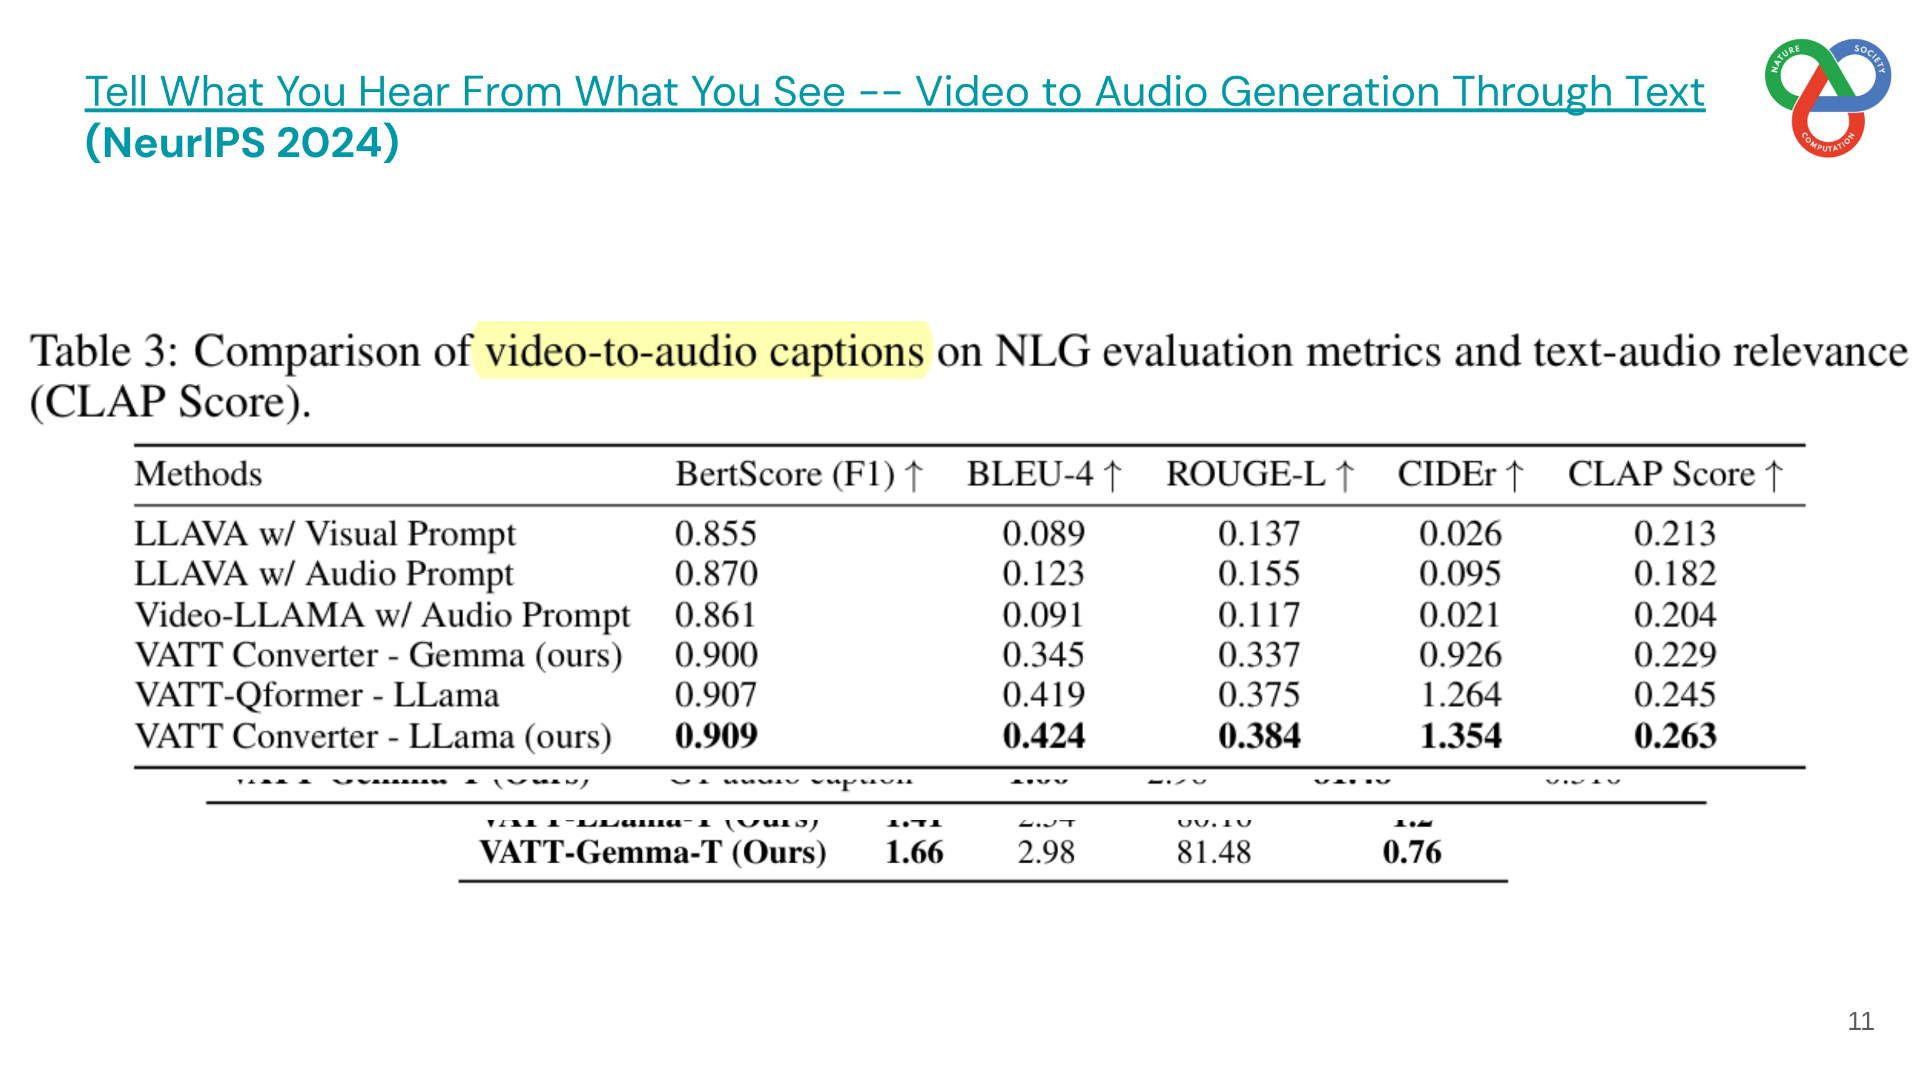 Tell What You Hear From What You See -- Video to Audio Generation Through Text
(NeurIPS 2024)
NATURE
SOCIETY
COMPUTATION
Table 3: Comparison of video-to-audio captions on NLG evaluation metrics and text-audio relevance
(CLAP Score).
Methods BertScore (F1) ↑ BLEU-4 ↑ ROUGE-L ↑ CIDEr ↑ CLAP Score ↑
LLAVA w/ Visual Prompt 0.855 0.089 0.137 0.026 0.213
LLAVA w/ Audio Prompt 0.870 0.123 0.155 0.095 0.182
Video-LLAMA w/ Audio Prompt 0.861 0.091 0.117 0.021 0.204
VATT Converter - Gemma (ours) 0.900 0.345 0.337 0.926 0.229
VATT-Qformer - LLama 0.907 0.419 0.375 1.264 0.245
VATT Converter - LLama (ours) 0.909 0.424 0.384 1.354 0.263
VATT-Gemma-T (Ours) 1.66 2.98 81.48 0.76
11